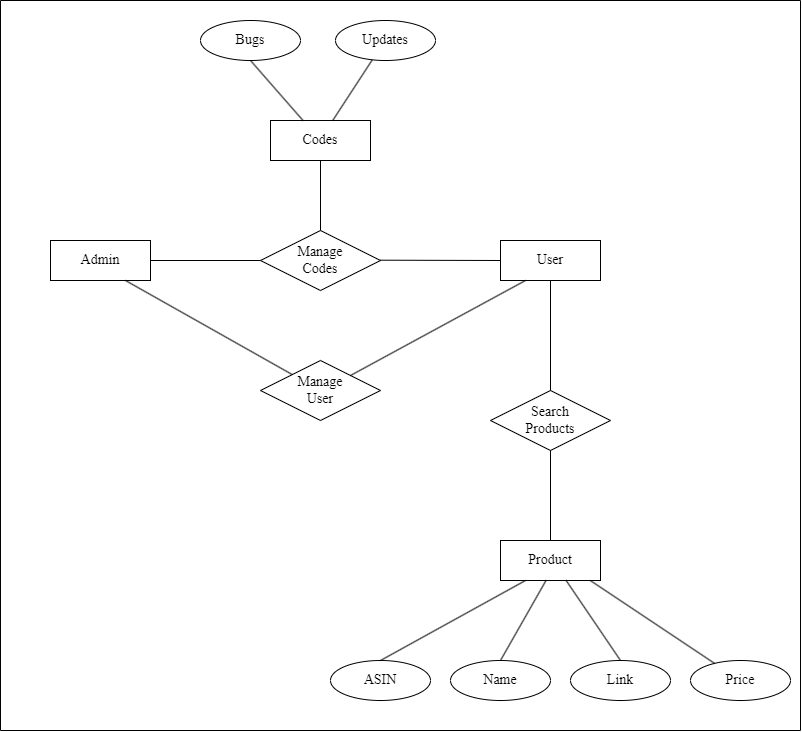 Bugs
Updates
Codes
Admin
Manage
Codes
User
Manage
User
Search
Products
Product
ASIN
Name
Link
Price